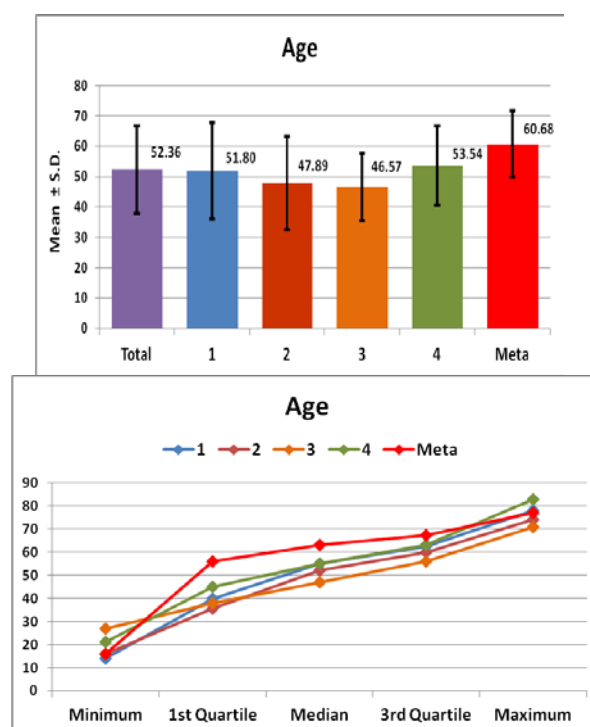 Age
80
70
60
50
40
30
20
10
0
Mean ± S.D.
52.36 51.80 47.89 46.57 53.54 60.68
Total 1 2 3 4 Meta
Age
1 2 3 4 Meta
90
80
70
60
50
40
30
20
10
0
Minimum 1st Quartile Median 3rd Quartile Maximum